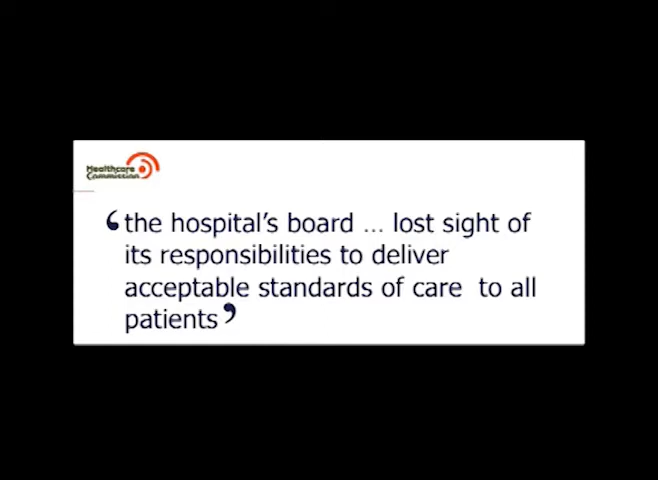 Healthcare
Commission
‘the hospital’s board ... lost sight of
its responsibilities to deliver
acceptable standards of care to all
patients’